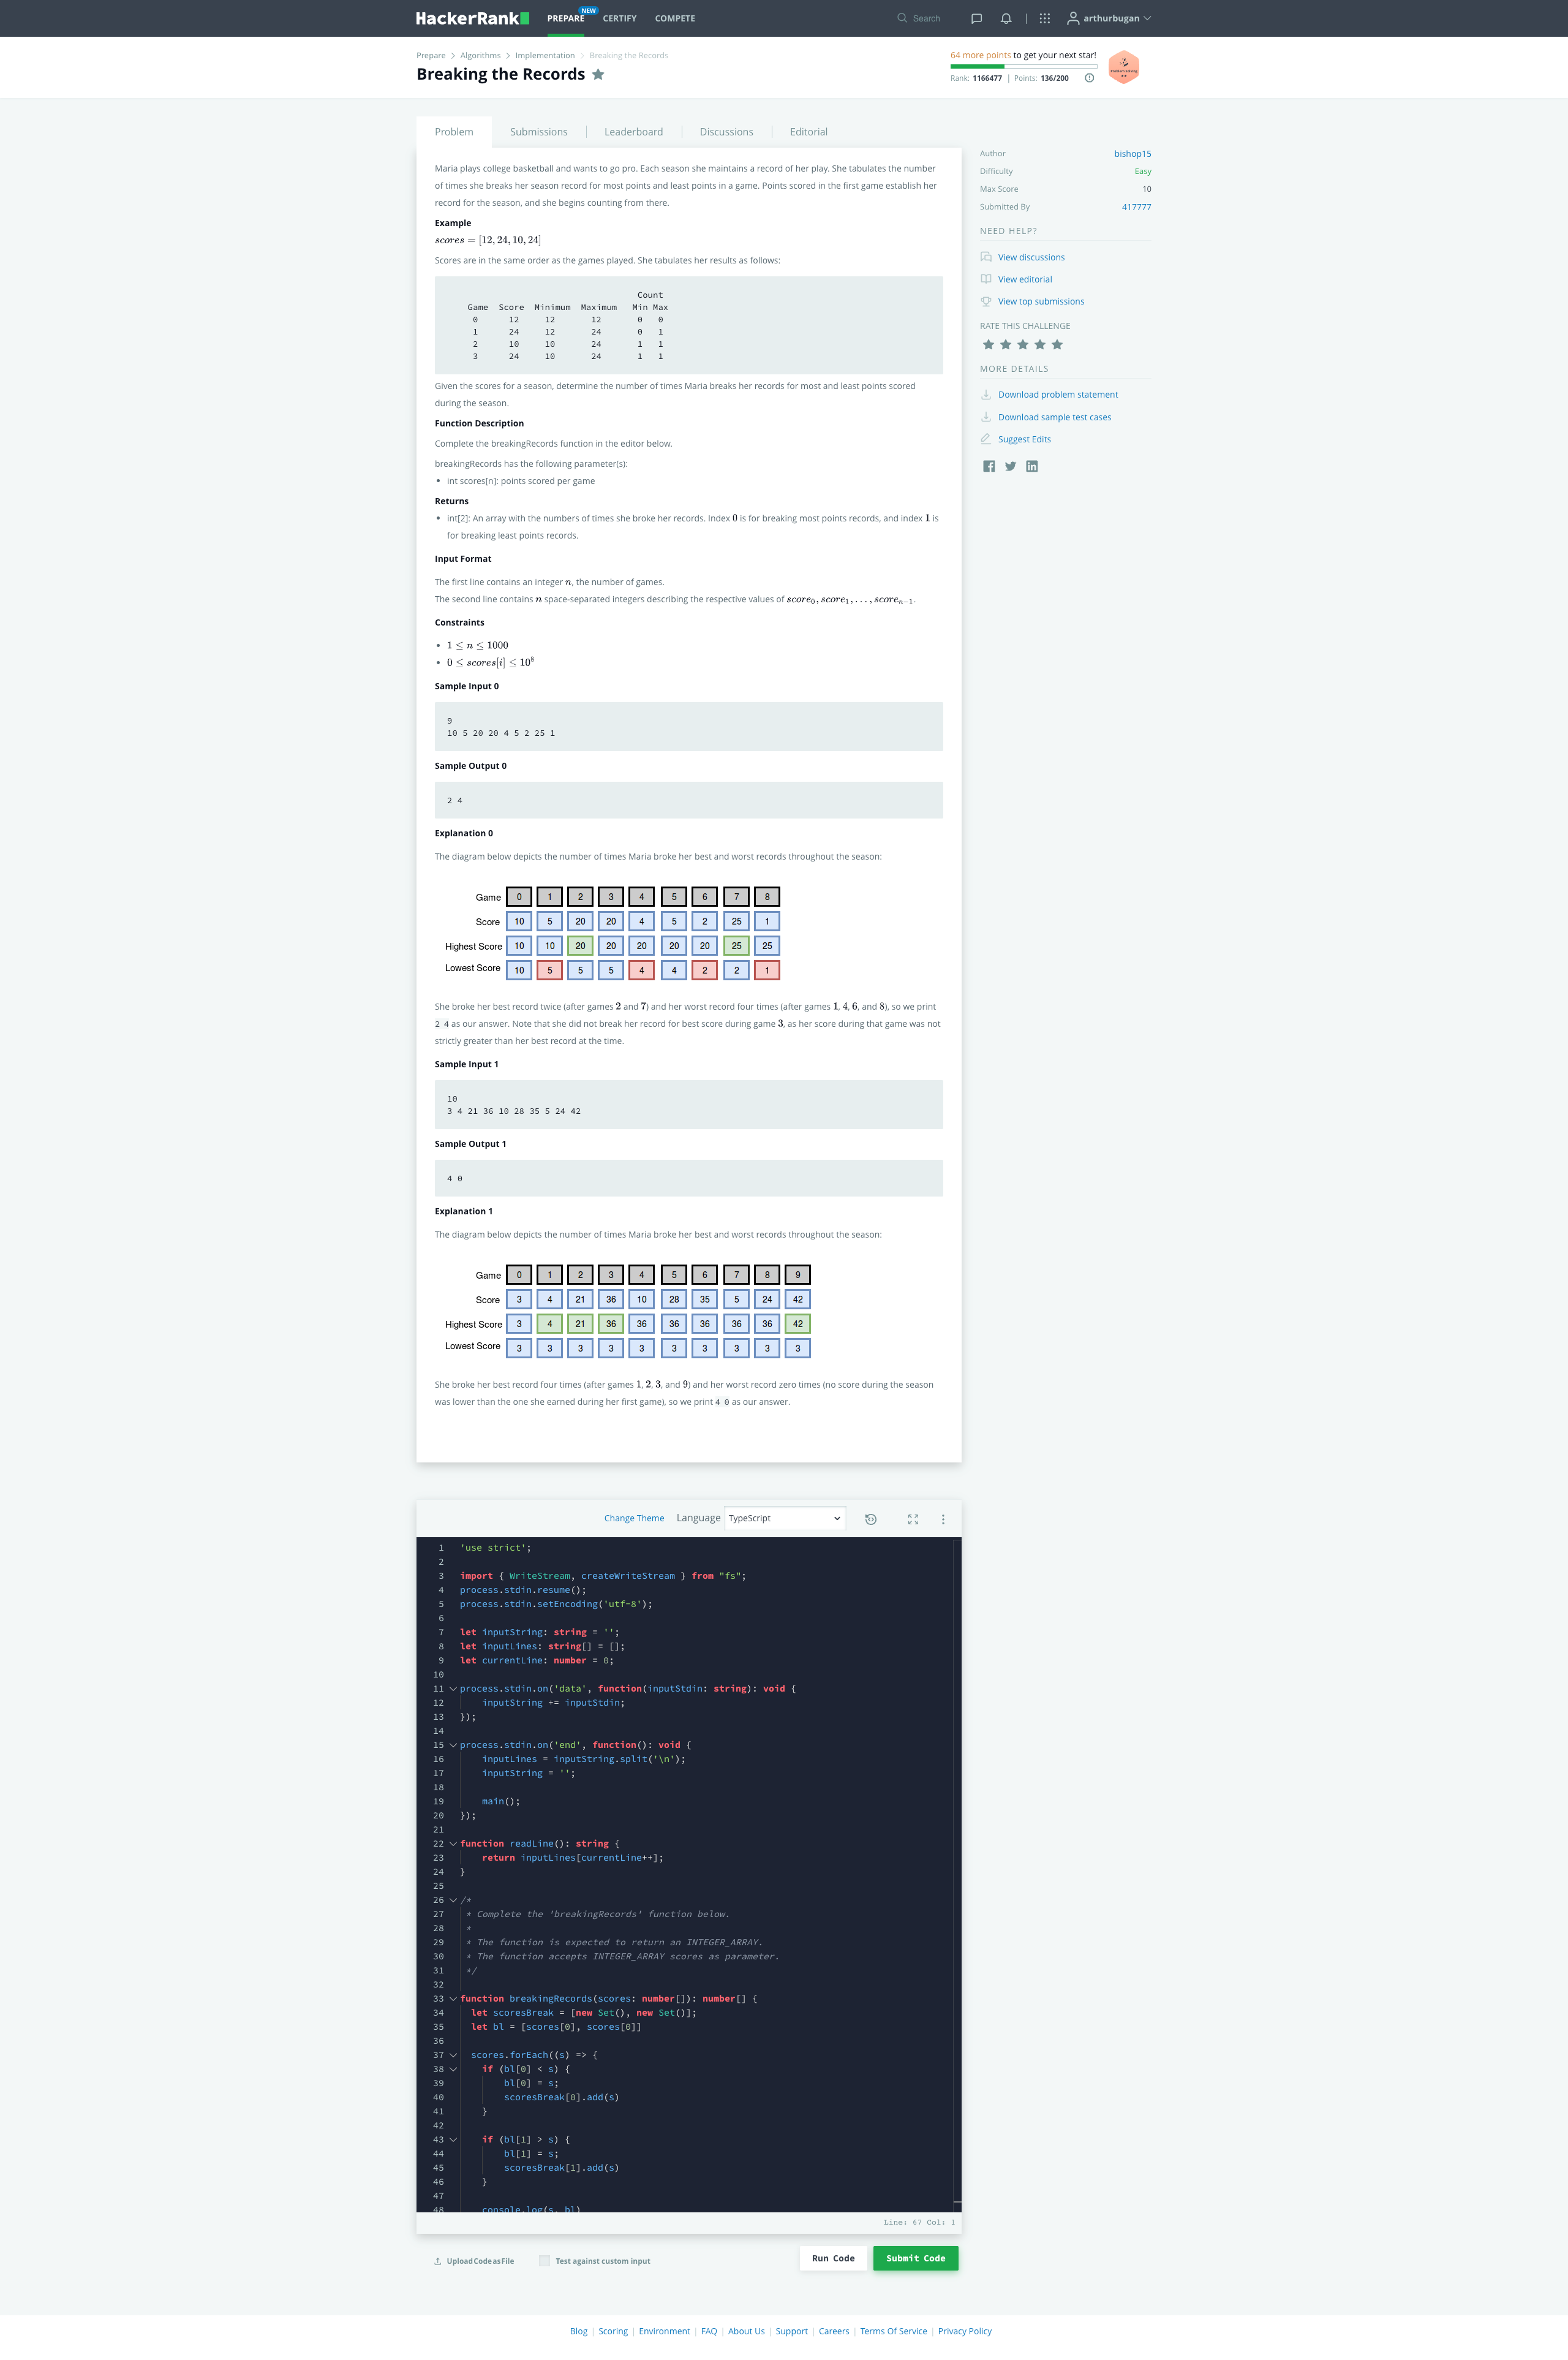 HackerRank
PREPARE NEW CERTIFY COMPETE
Search
arthurbugan
Prepare Algorithms Implementation Breaking the Records
Breaking the Records
64 more points to get your next star!
Rank: 1166477 | Points: 136/200
Problem Solving
Problem Submissions Leaderboard Discussions Editorial
Maria plays college basketball and wants to go pro. Each season she maintains a record of her play. She tabulates the number
of times she breaks her season record for most points and least points in a game. Points scored in the first game establish her
record for the season, and she begins counting from there.
Example
scores = [12, 24, 10, 24]
Scores are in the same order as the games played. She tabulates her results as follows:
Count
Game Score Minimum Maximum Min Max
0 12 12 12 0 0
1 24 12 24 0 1
2 10 10 24 1 1
3 24 10 24 1 1
Given the scores for a season, determine the number of times Maria breaks her records for most and least points scored
during the season.
Function Description
Complete the breakingRecords function in the editor below.
breakingRecords has the following parameter(s):
• int scores[n]: points scored per game
Returns
• int[2]: An array with the numbers of times she broke her records. Index 0 is for breaking most points records, and index 1 is
for breaking least points records.
Input Format
The first line contains an integer n, the number of games.
The second line contains n space-separated integers describing the respective values of score₀, score₁, . . . , scoreₙ₋₁.
Constraints
• 1 ≤ n ≤ 1000
• 0 ≤ scores[i] ≤ 10⁸
Sample Input 0
9
10 5 20 20 4 5 2 25 1
Sample Output 0
2 4
Explanation 0
The diagram below depicts the number of times Maria broke her best and worst records throughout the season:
Game 0 1 2 3 4 5 6 7 8
Score 10 5 20 20 4 5 2 25 1
Highest Score 10 10 20 20 20 20 20 25 25
Lowest Score 10 5 5 5 4 4 2 2 1
She broke her best record twice (after games 2 and 7) and her worst record four times (after games 1, 4, 6, and 8), so we print
2 4 as our answer. Note that she did not break her record for best score during game 3, as her score during that game was not
strictly greater than her best record at the time.
Sample Input 1
10
3 4 21 36 10 28 35 5 24 42
Sample Output 1
4 0
Explanation 1
The diagram below depicts the number of times Maria broke her best and worst records throughout the season:
Game 0 1 2 3 4 5 6 7 8 9
Score 3 4 21 36 10 28 35 5 24 42
Highest Score 3 4 21 36 36 36 36 36 36 42
Lowest Score 3 3 3 3 3 3 3 3 3 3
She broke her best record four times (after games 1, 2, 3, and 9) and her worst record zero times (no score during the season
was lower than the one she earned during her first game), so we print 4 0 as our answer.
Author bishop15
Difficulty Easy
Max Score 10
Submitted By 417777
NEED HELP?
View discussions
View editorial
View top submissions
RATE THIS CHALLENGE
MORE DETAILS
Download problem statement
Download sample test cases
Suggest Edits
Change Theme Language TypeScript
1 'use strict';
2
3 import { WriteStream, createWriteStream } from "fs";
4 process.stdin.resume();
5 process.stdin.setEncoding('utf-8');
6
7 let inputString: string = '';
8 let inputLines: string[] = [];
9 let currentLine: number = 0;
10
11 process.stdin.on('data', function(inputStdin: string): void {
12 inputString += inputStdin;
13 });
14
15 process.stdin.on('end', function(): void {
16 inputLines = inputString.split('\n');
17 inputString = '';
18
19 main();
20 });
21
22 function readLine(): string {
23 return inputLines[currentLine++];
24 }
25
26 /*
27 * Complete the 'breakingRecords' function below.
28 *
29 * The function is expected to return an INTEGER_ARRAY.
30 * The function accepts INTEGER_ARRAY scores as parameter.
31 */
32
33 function breakingRecords(scores: number[]): number[] {
34 let scoresBreak = [new Set(), new Set()];
35 let bl = [scores[0], scores[0]]
36
37 scores.forEach((s) => {
38 if (bl[0] < s) {
39 bl[0] = s;
40 scoresBreak[0].add(s)
41 }
42
43 if (bl[1] > s) {
44 bl[1] = s;
45 scoresBreak[1].add(s)
46 }
47
48 console.log(s, bl)
Line: 67 Col: 1
Upload Code as File Test against custom input Run Code Submit Code
Blog | Scoring | Environment | FAQ | About Us | Support | Careers | Terms Of Service | Privacy Policy